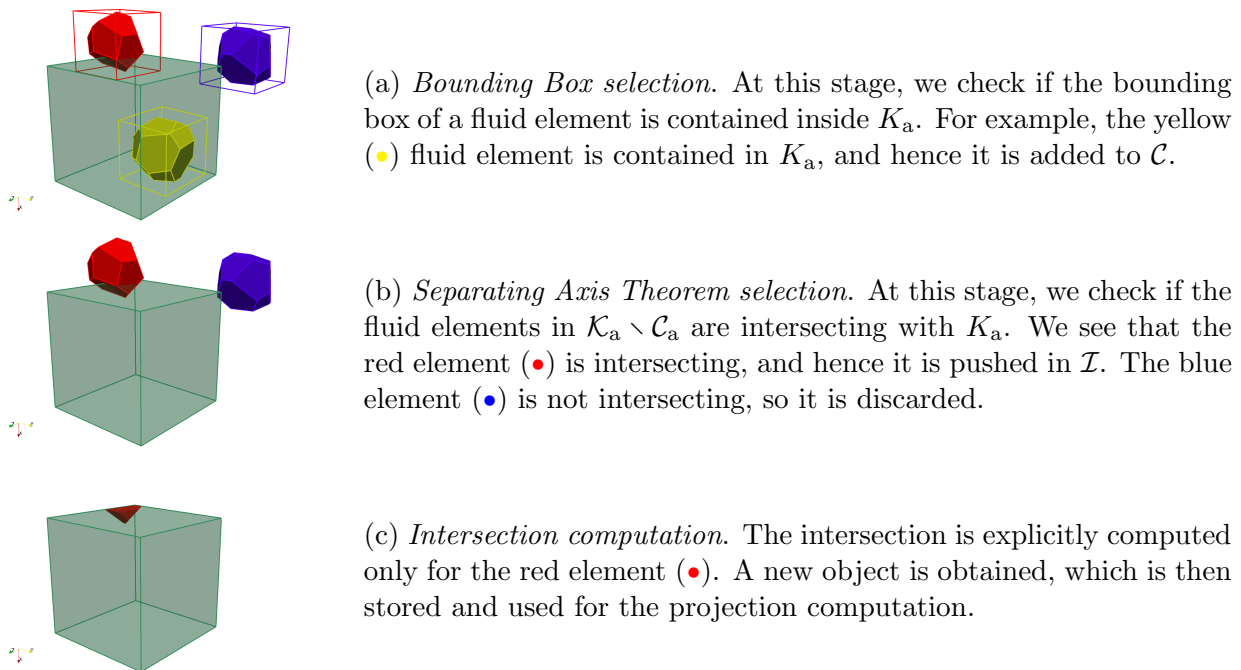 (a) Bounding Box selection. At this stage, we check if the bounding
box of a fluid element is contained inside Kₐ. For example, the yellow
(•) fluid element is contained in Kₐ, and hence it is added to 𝒞.
(b) Separating Axis Theorem selection. At this stage, we check if the
fluid elements in 𝒦ₐ ∖ 𝒞ₐ are intersecting with Kₐ. We see that the
red element (•) is intersecting, and hence it is pushed in ℐ. The blue
element (•) is not intersecting, so it is discarded.
(c) Intersection computation. The intersection is explicitly computed
only for the red element (•). A new object is obtained, which is then
stored and used for the projection computation.